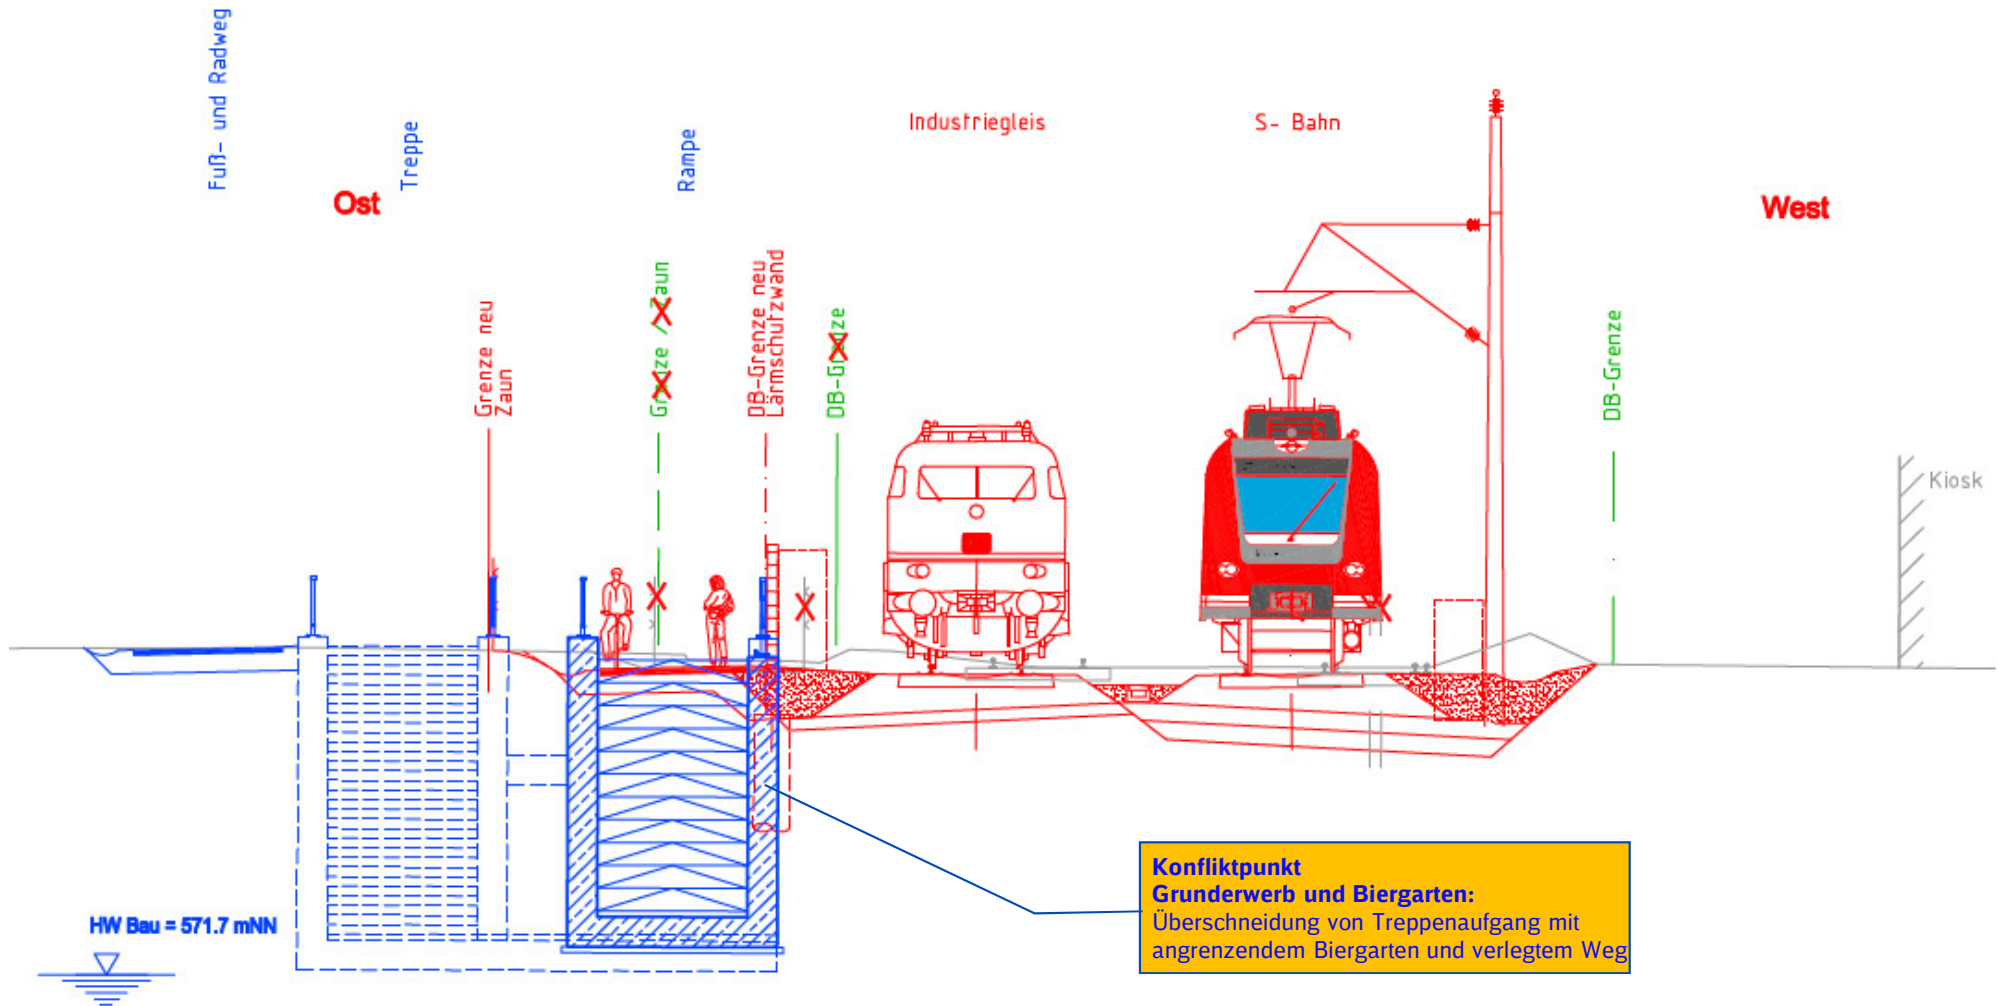 Fuß- und Radweg
Treppe
Rampe
Industriegleis
S- Bahn
Ost
West
Grenze neu
Zaun
Grenze / Zaun
DB-Grenze neu
Lärmschutzwand
DB-Grenze
DB-Grenze
Kiosk
Konfliktpunkt
Grunderwerb und Biergarten:
Überschneidung von Treppenaufgang mit
angrenzendem Biergarten und verlegtem Weg
HW Bau = 571.7 mNN